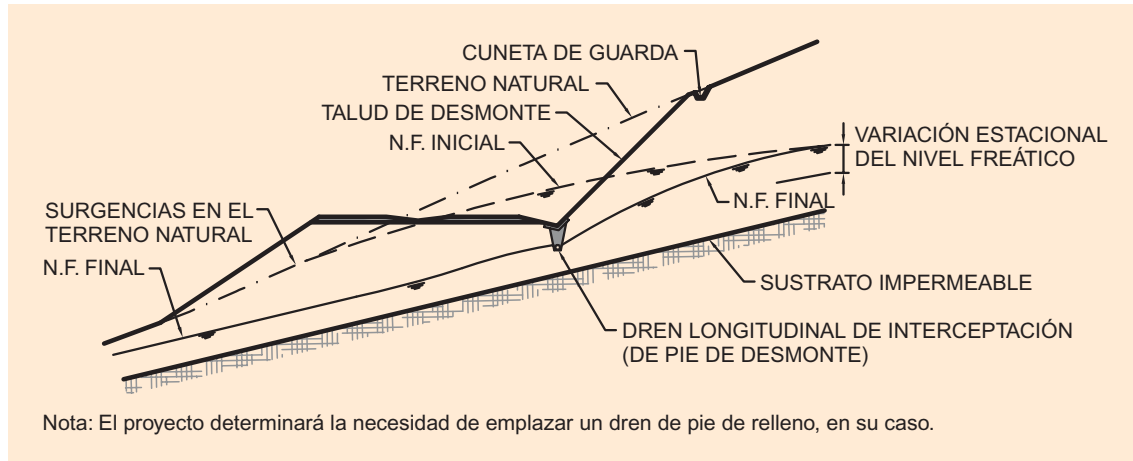 CUNETA DE GUARDA
TERRENO NATURAL
TALUD DE DESMONTE
N.F. INICIAL
VARIACIÓN ESTACIONAL
DEL NIVEL FREÁTICO
SURGENCIAS EN EL
TERRENO NATURAL
N.F. FINAL
N.F. FINAL
SUSTRATO IMPERMEABLE
DREN LONGITUDINAL DE INTERCEPTACIÓN
(DE PIE DE DESMONTE)
Nota: El proyecto determinará la necesidad de emplazar un dren de pie de relleno, en su caso.